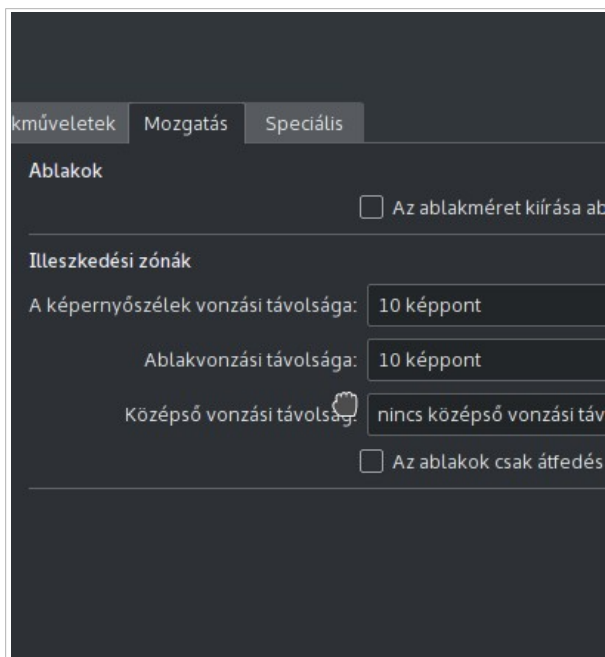 kműveletek Mozgatás Speciális
Ablakok
Az ablakméret kiírása ab
Illeszkedési zónák
A képernyőszélek vonzási távolsága: 10 képpont
Ablakvonzási távolsága: 10 képpont
Középső vonzási távolság: nincs középső vonzási táv
Az ablakok csak átfedés